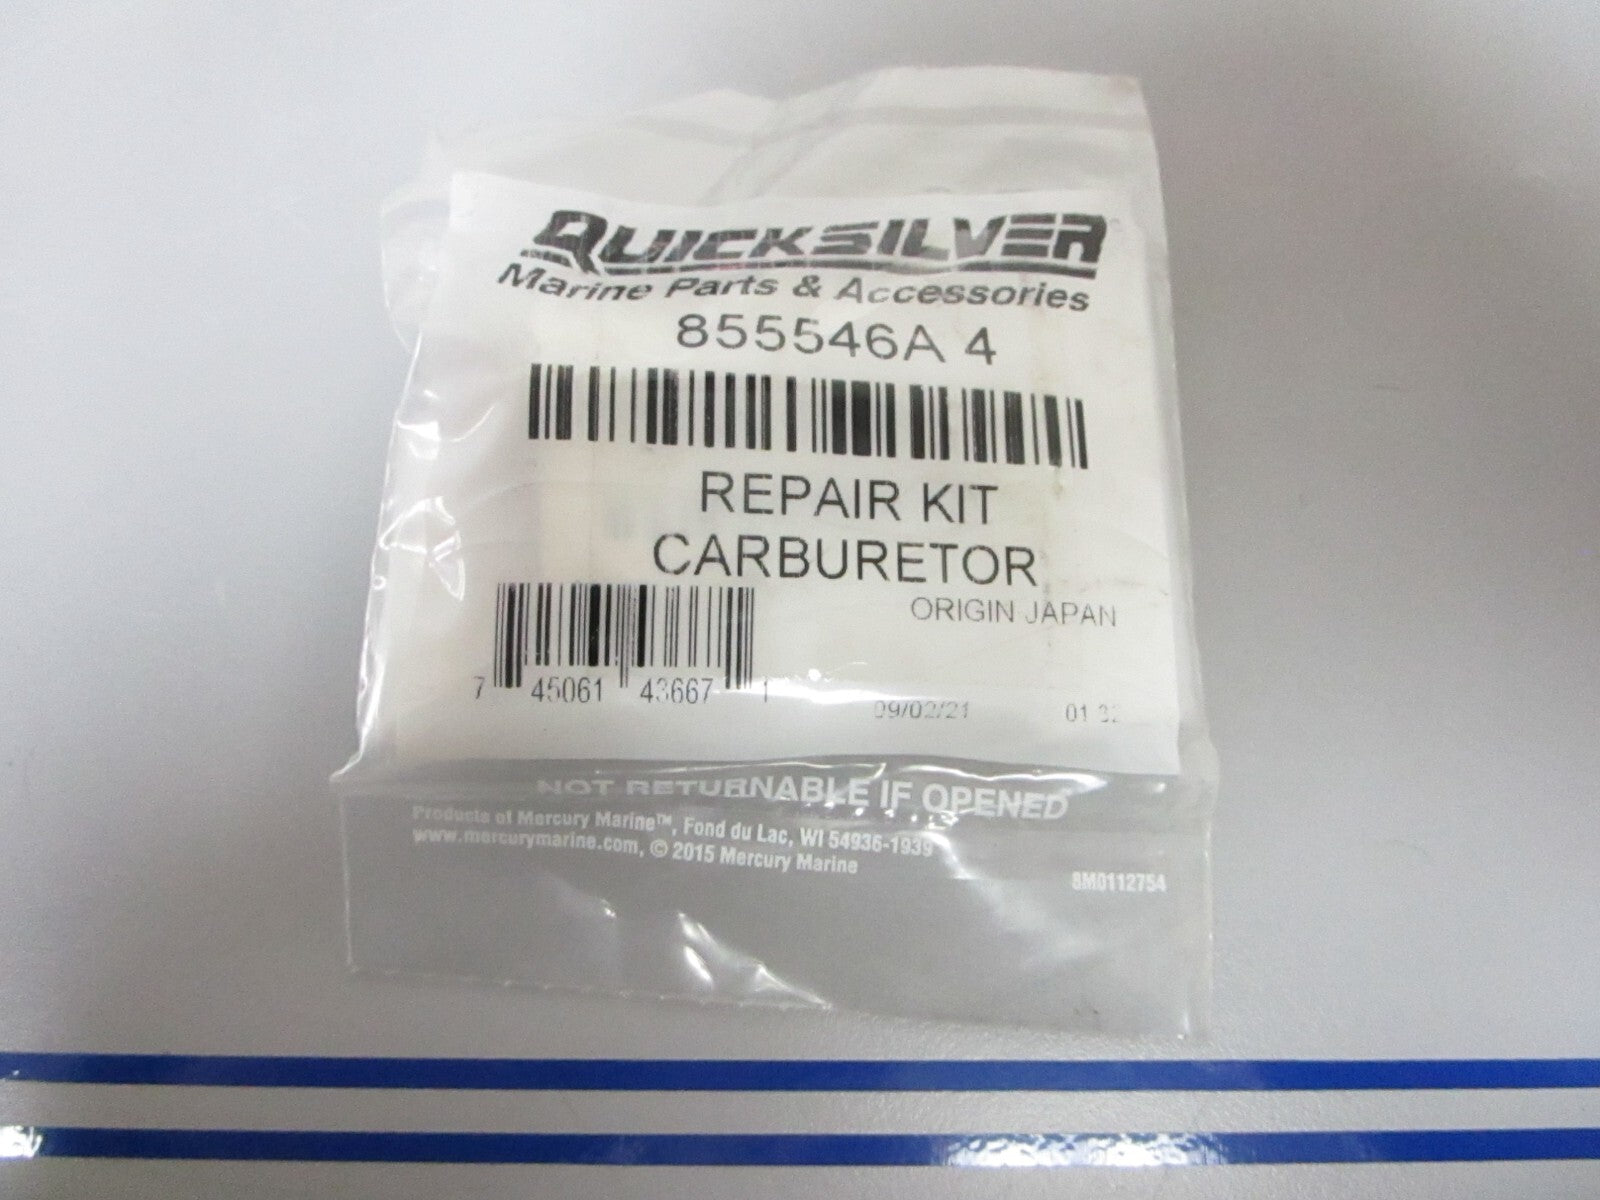 QUICKSILVER
Marine Parts & Accessories
855546A 4
REPAIR KIT
CARBURETOR
ORIGIN JAPAN
7 45061 43667 1
09/02/21 01
NOT RETURNABLE IF OPENED
Products of Mercury Marine™, Fond du Lac, WI 54936-1939
www.mercurymarine.com, © 2015 Mercury Marine
8M0112754